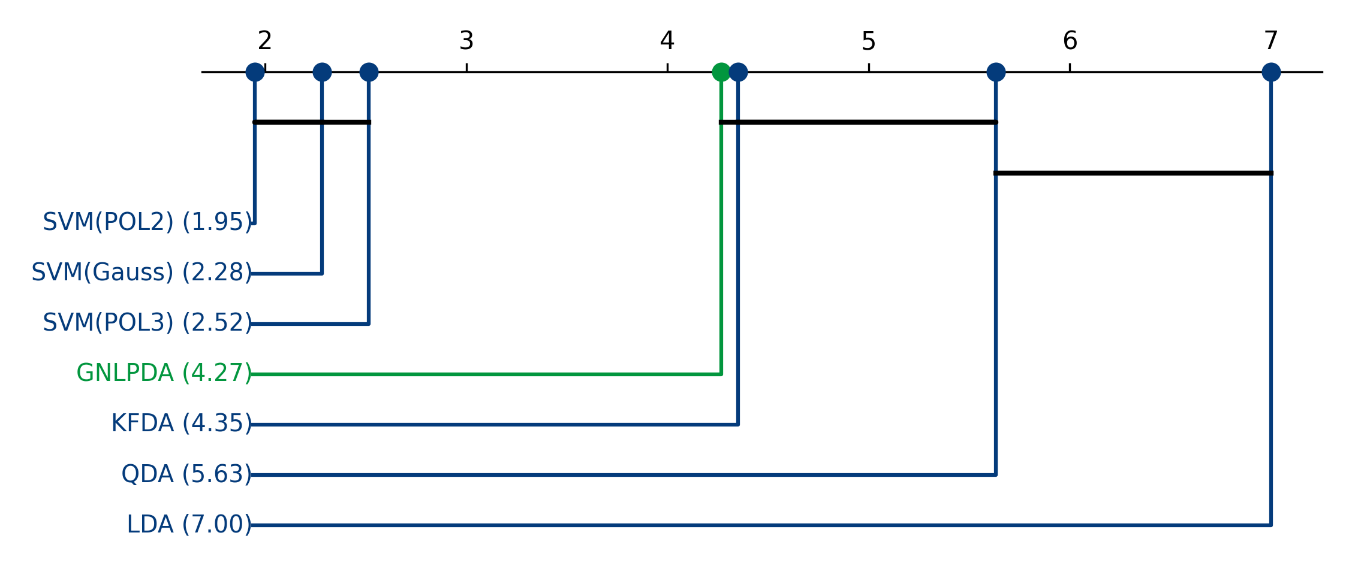 2 3 4 5 6 7
SVM(POL2) (1.95)
SVM(Gauss) (2.28)
SVM(POL3) (2.52)
GNLPDA (4.27)
KFDA (4.35)
QDA (5.63)
LDA (7.00)